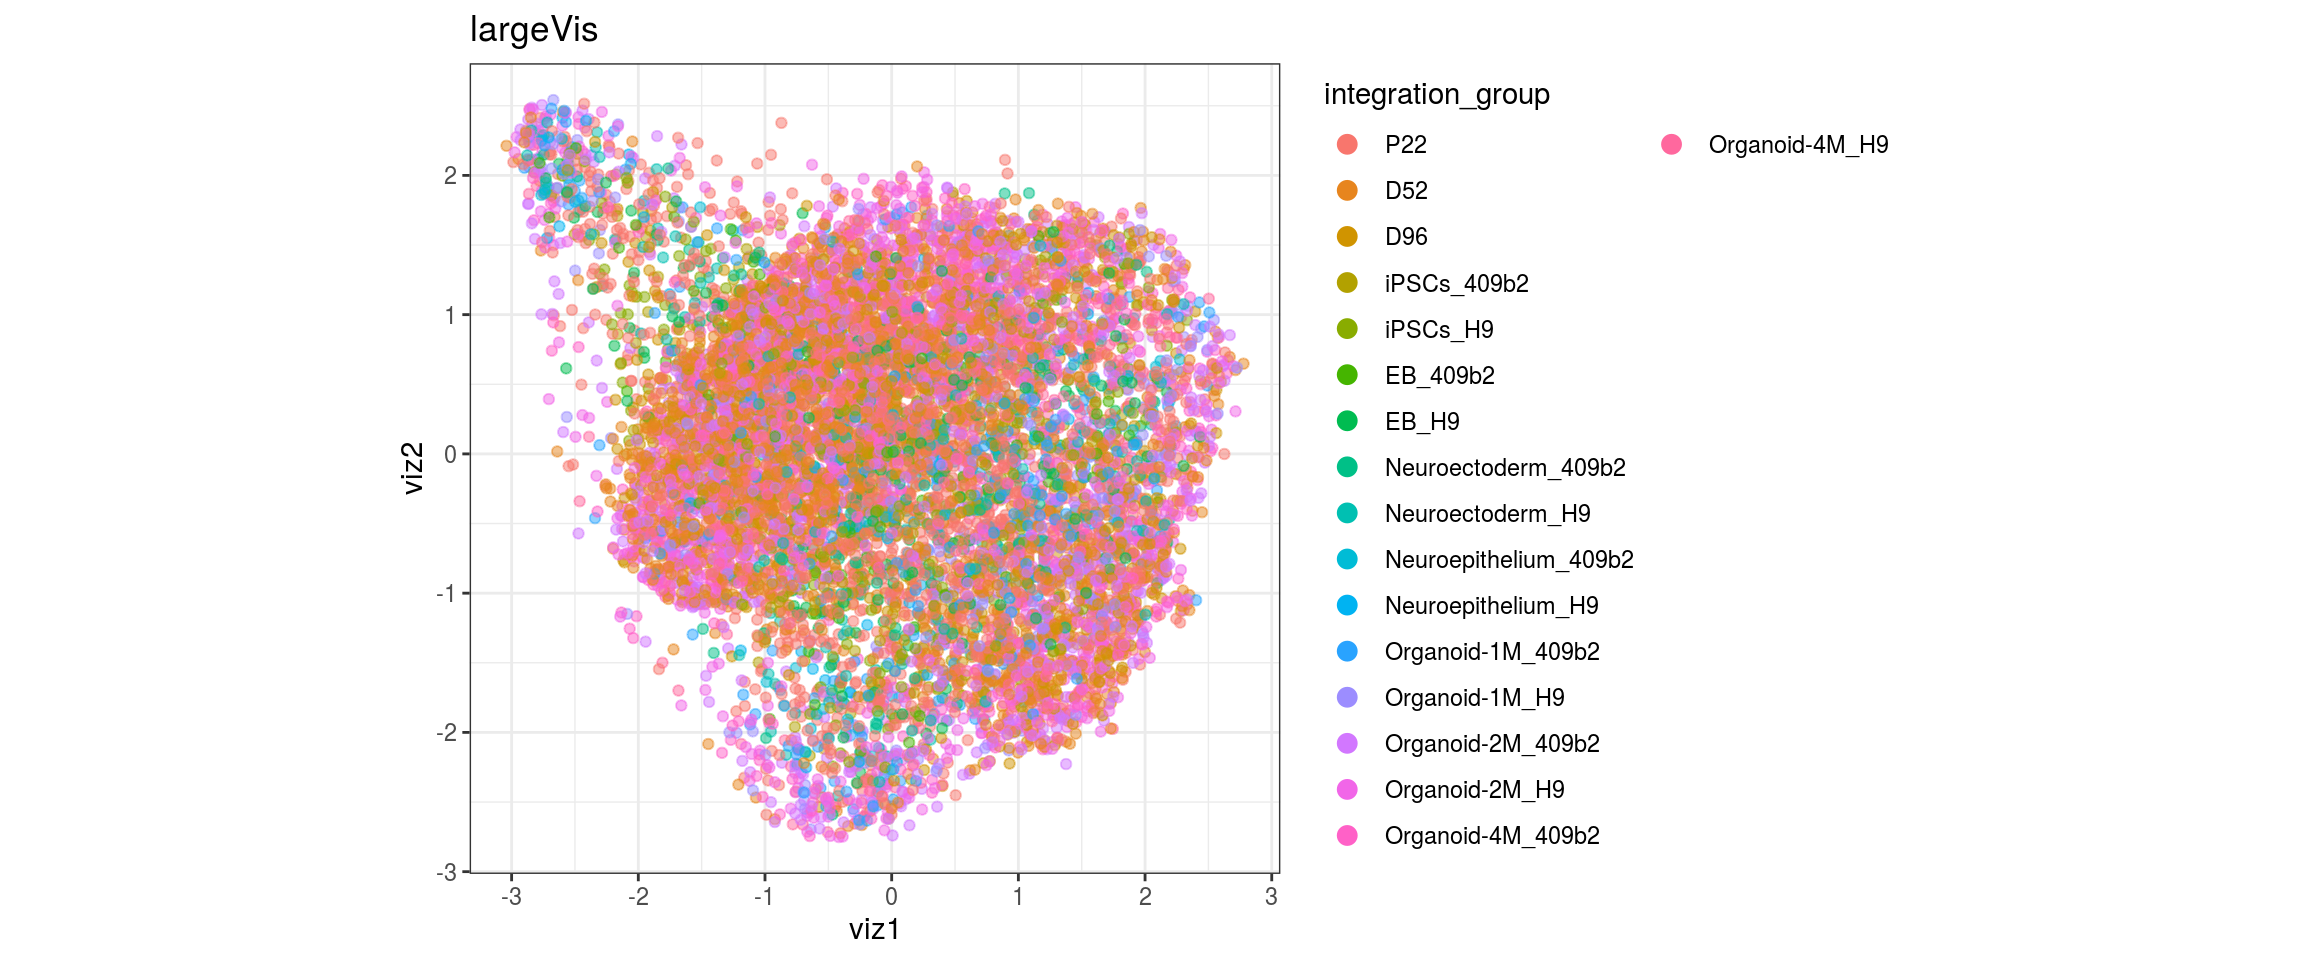 largeVis
integration_group
P22
D52
D96
iPSCs_409b2
iPSCs_H9
EB_409b2
EB_H9
Neuroectoderm_409b2
Neuroectoderm_H9
Neuroepithelium_409b2
Neuroepithelium_H9
Organoid-1M_409b2
Organoid-1M_H9
Organoid-2M_409b2
Organoid-2M_H9
Organoid-4M_409b2
Organoid-4M_H9
viz2
2
1
0
-1
-2
-3
-3 -2 -1 0 1 2 3
viz1